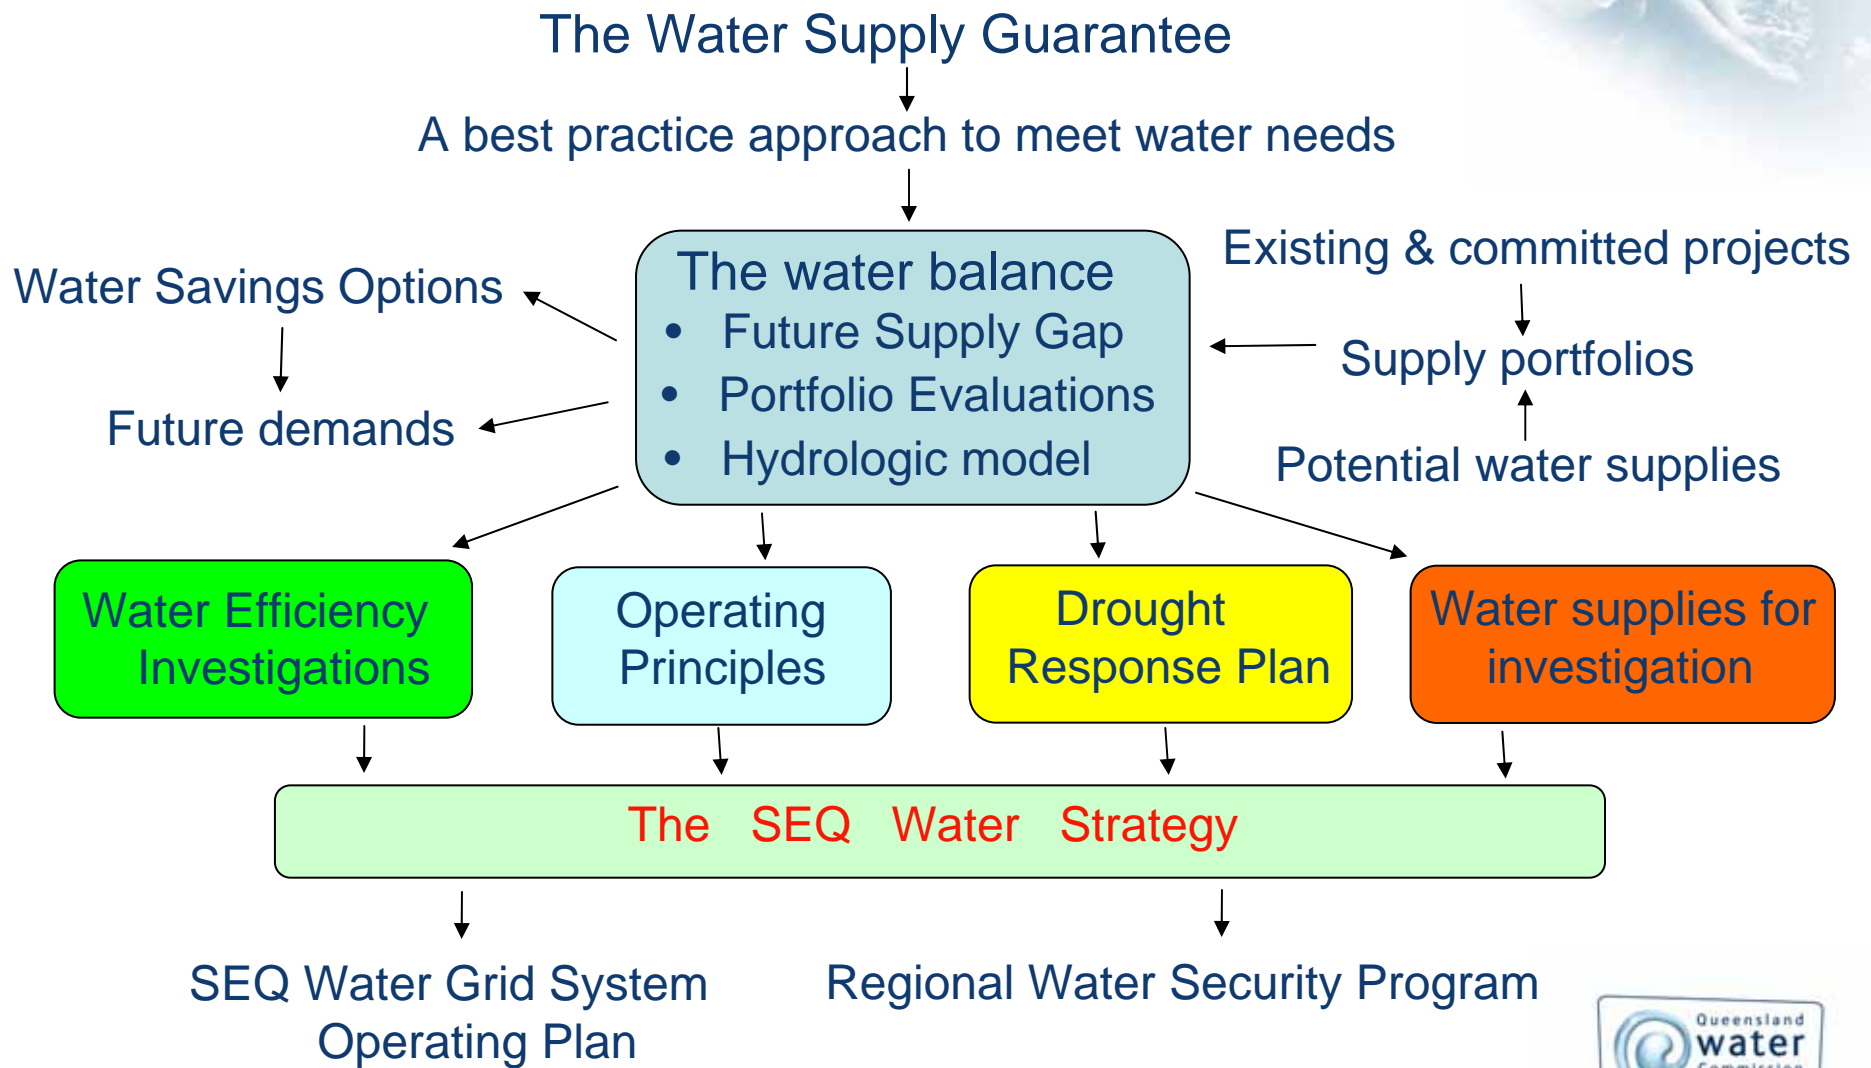 The Water Supply Guarantee
A best practice approach to meet water needs
Water Savings Options
Future demands
The water balance
• Future Supply Gap
• Portfolio Evaluations
• Hydrologic model
Existing & committed projects
Supply portfolios
Potential water supplies
Water Efficiency
Investigations
Operating
Principles
Drought
Response Plan
Water supplies for
investigation
The SEQ Water Strategy
SEQ Water Grid System
Operating Plan
Regional Water Security Program
Queensland
water
Commission